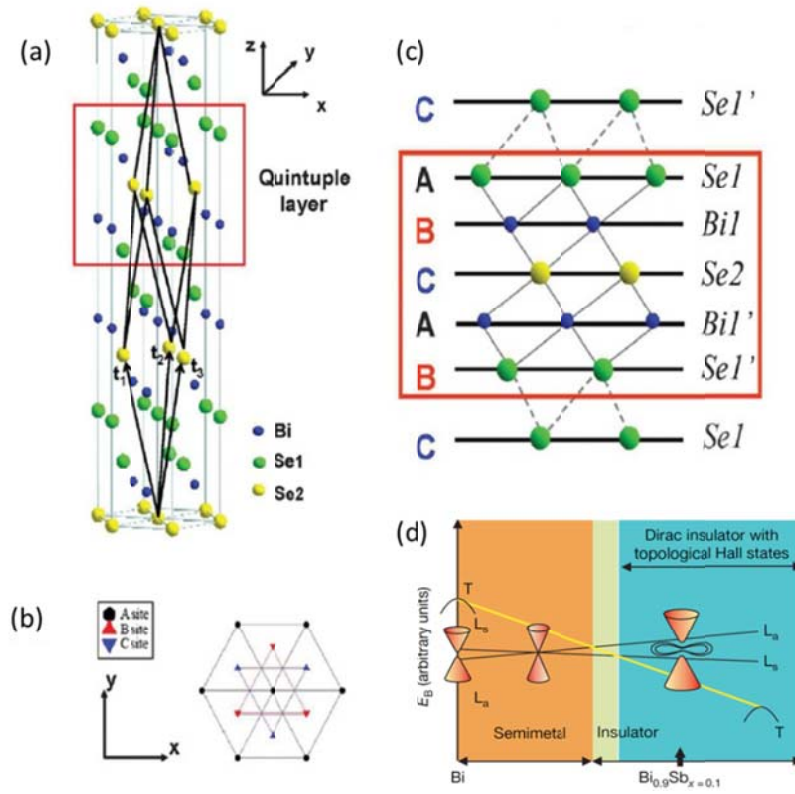 (a)
z
y
x
Quintuple
layer
t1
t2
t3
Bi
Se1
Se2
(b)
A site
B site
C site
y
x
(c)
C Se1'
A Se1
B Bi1
C Se2
A Bi1'
B Se1'
C Se1
(d)
Dirac insulator with
topological Hall states
EB (arbitrary units)
T
Ls
La
La
Ls
T
Semimetal
Insulator
Bi
Bi0.9Sbx=0.1